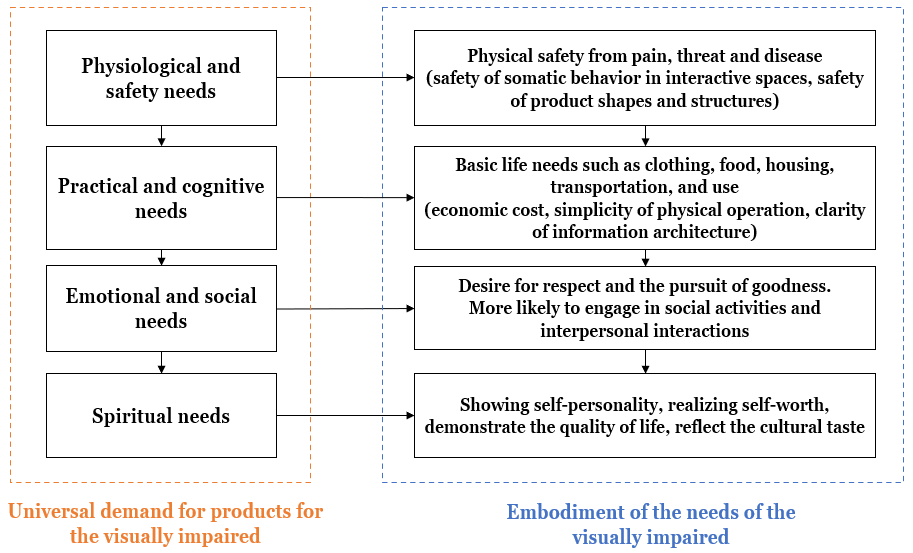 Physiological and
safety needs
Physical safety from pain, threat and disease
(safety of somatic behavior in interactive spaces, safety
of product shapes and structures)
Practical and cognitive
needs
Basic life needs such as clothing, food, housing,
transportation, and use
(economic cost, simplicity of physical operation, clarity
of information architecture)
Emotional and social
needs
Desire for respect and the pursuit of goodness.
More likely to engage in social activities and
interpersonal interactions
Spiritual needs
Showing self-personality, realizing self-worth,
demonstrate the quality of life, reflect the cultural taste
Universal demand for products for
the visually impaired
Embodiment of the needs of the
visually impaired